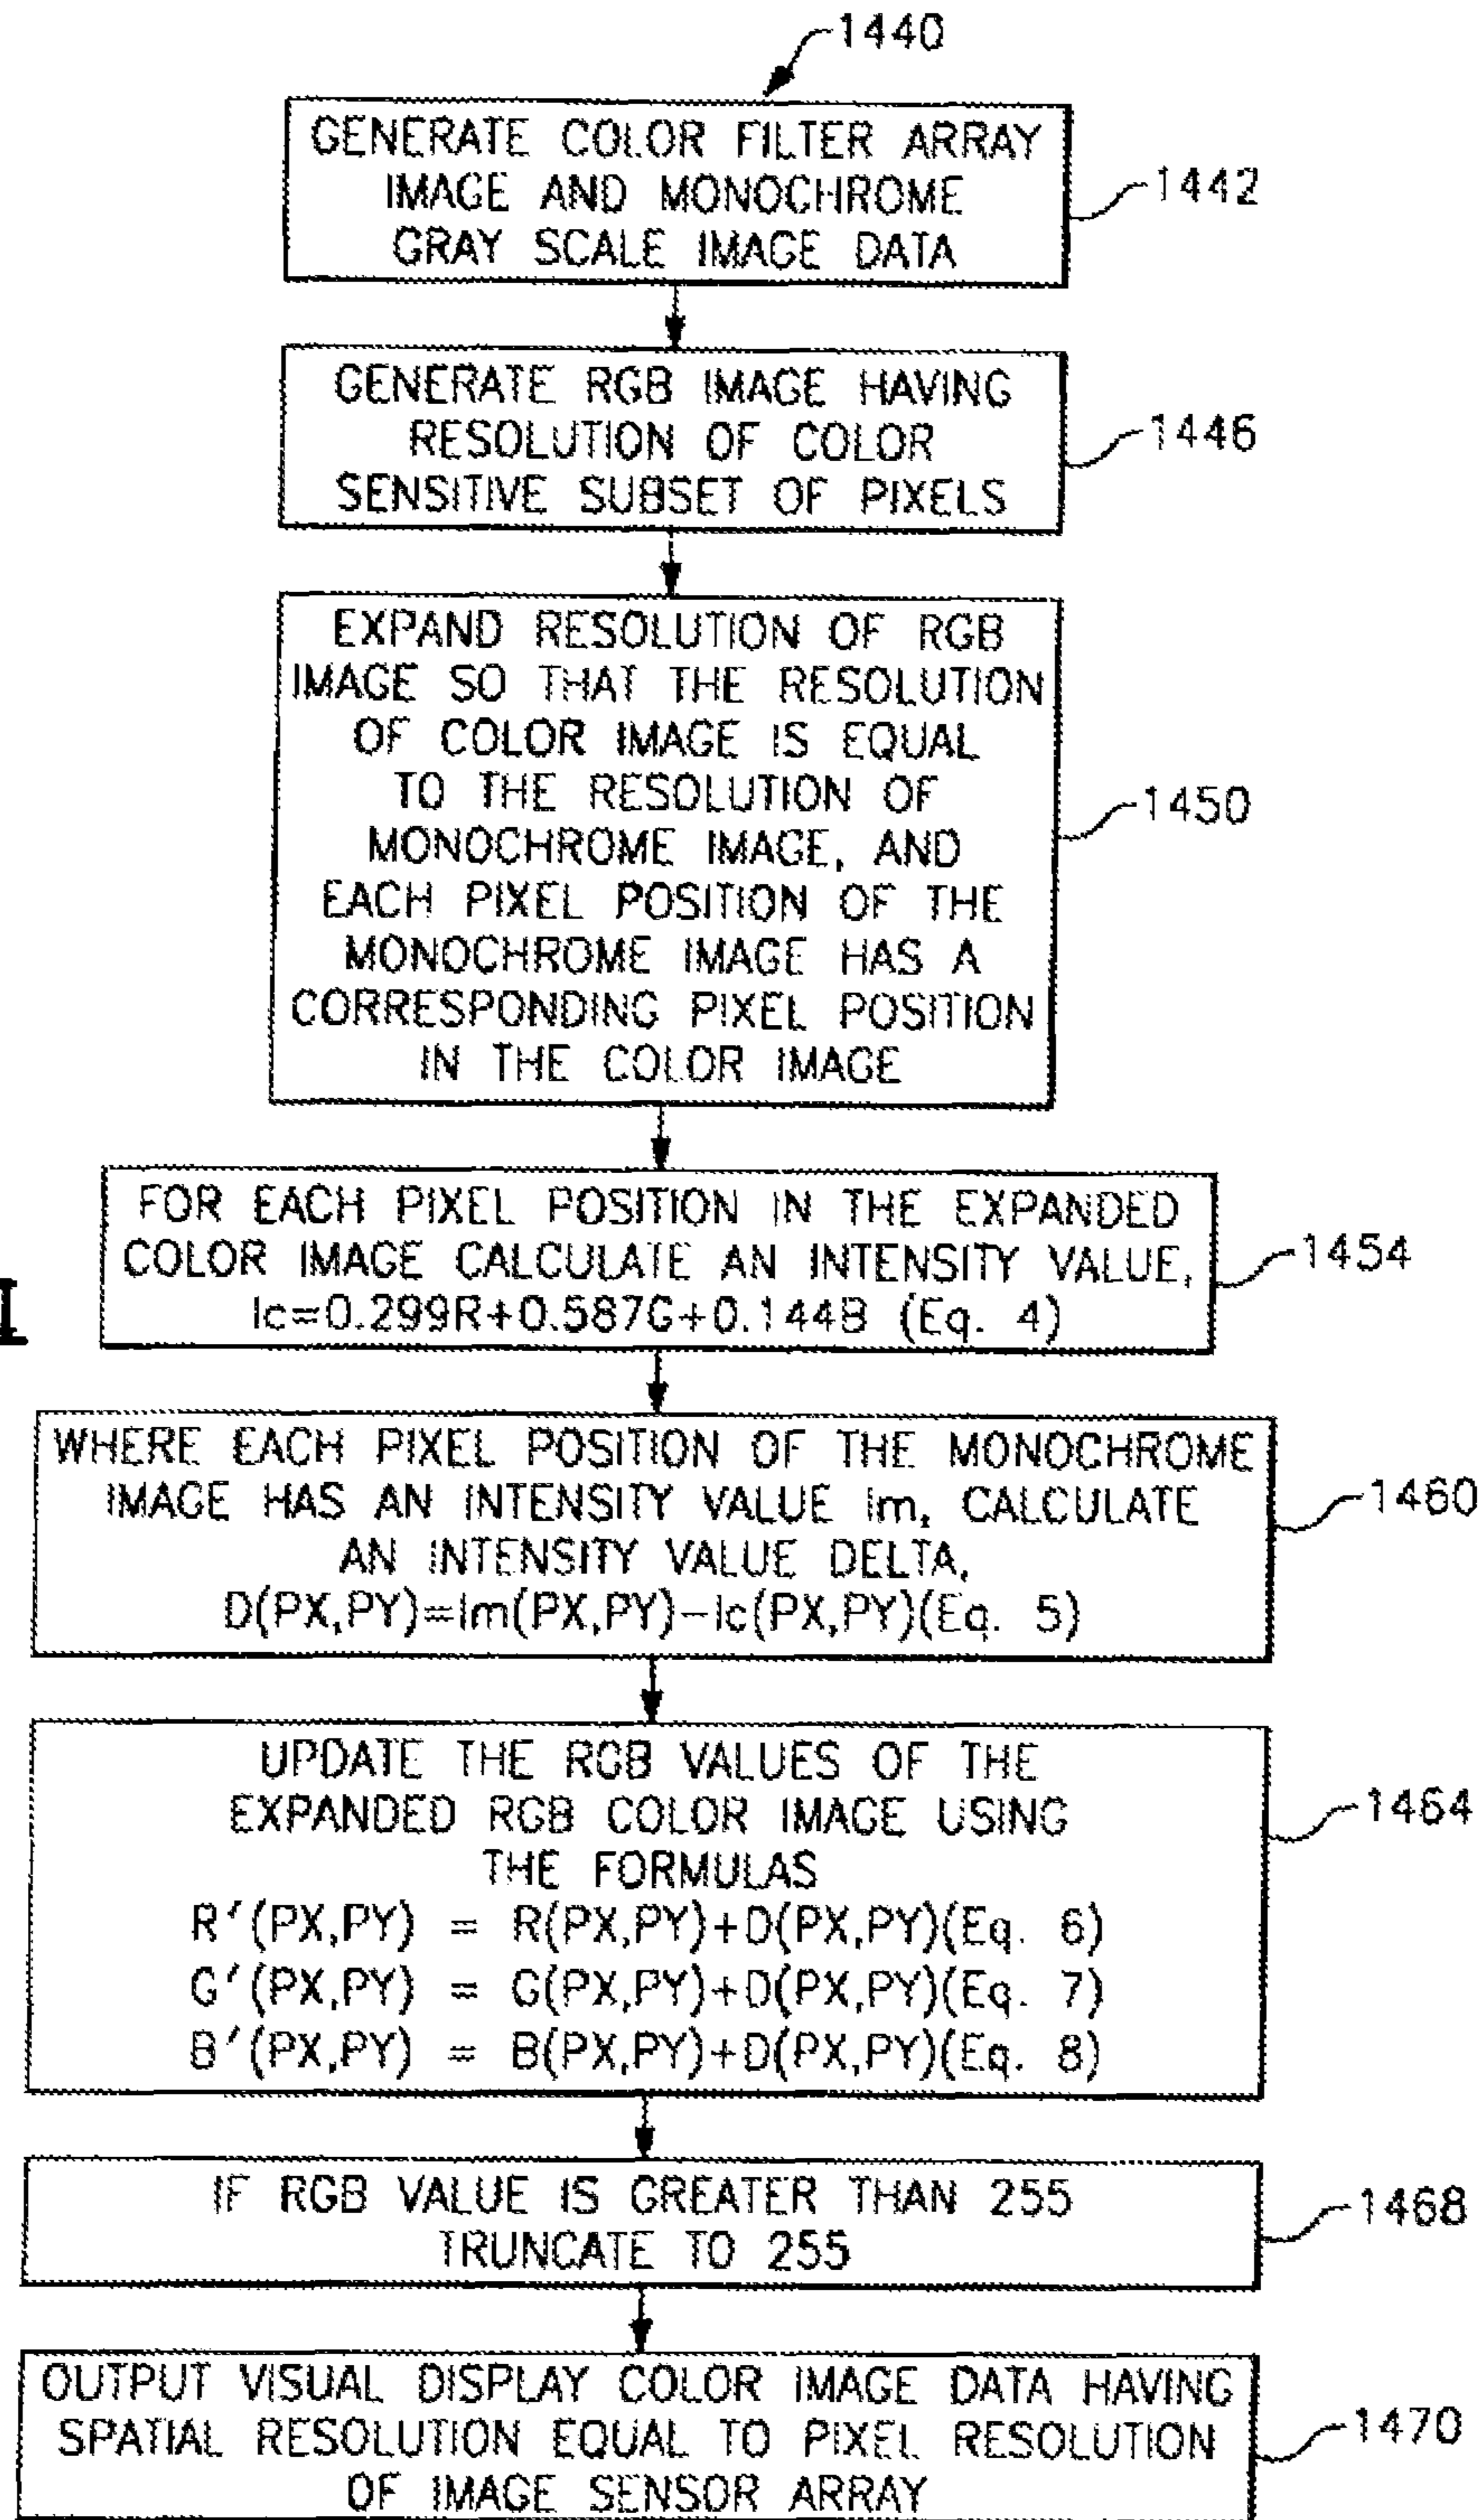 1440
GENERATE COLOR FILTER ARRAY
IMAGE AND MONOCHROME
GRAY SCALE IMAGE DATA
1442
GENERATE RGB IMAGE HAVING
RESOLUTION OF COLOR
SENSITIVE SUBSET OF PIXELS
1446
EXPAND RESOLUTION OF RGB
IMAGE SO THAT THE RESOLUTION
OF COLOR IMAGE IS EQUAL
TO THE RESOLUTION OF
MONOCHROME IMAGE, AND
EACH PIXEL POSITION OF THE
MONOCHROME IMAGE HAS A
CORRESPONDING PIXEL POSITION
IN THE COLOR IMAGE
1450
FOR EACH PIXEL POSITION IN THE EXPANDED
COLOR IMAGE CALCULATE AN INTENSITY VALUE,
Ic=0.299R+0.587G+0.144B (Eq. 4)
1454
WHERE EACH PIXEL POSITION OF THE MONOCHROME
IMAGE HAS AN INTENSITY VALUE Im, CALCULATE
AN INTENSITY VALUE DELTA,
D(PX,PY)=Im(PX,PY)-Ic(PX,PY)(Eq. 5)
1460
UPDATE THE RGB VALUES OF THE
EXPANDED RGB COLOR IMAGE USING
THE FORMULAS
R'(PX,PY) = R(PX,PY)+D(PX,PY)(Eq. 6)
G'(PX,PY) = G(PX,PY)+D(PX,PY)(Eq. 7)
B'(PX,PY) = B(PX,PY)+D(PX,PY)(Eq. 8)
1464
IF RGB VALUE IS GREATER THAN 255
TRUNCATE TO 255
1468
OUTPUT VISUAL DISPLAY COLOR IMAGE DATA HAVING
SPATIAL RESOLUTION EQUAL TO PIXEL RESOLUTION
OF IMAGE SENSOR ARRAY
1470